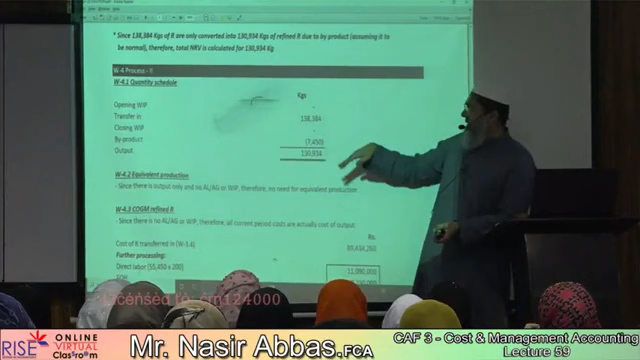 * Since 138,384 Kgs of R are only converted into 130,934 Kgs of refined R due to by product (assuming it to
be normal), therefore, total NRV is calculated for 130,934 Kg
W-4 Process - II
W-4.1 Quantity schedule
Kgs
Opening WIP -
Transfer in 138,384
Closing WIP -
By-product (7,450)
Output 130,934
W-4.2 Equivalent production
- Since there is output only and no AL/AG or WIP, therefore, no need for equivalent production
W-4.3 COGM refined R
- Since there is no AL/AG or WIP, therefore, all current period costs are actually cost of output.
Rs.
Cost of R transferred in (W-3.6) 89,434,260
Further processing:
Direct labor (55,450 x 200) 11,090,000
FOH
Licensed to: crn124000
RISE ONLINE VIRTUAL Classroom
Mr. Nasir Abbas.FCA
CAF 3 - Cost & Management Accounting
Lecture 59